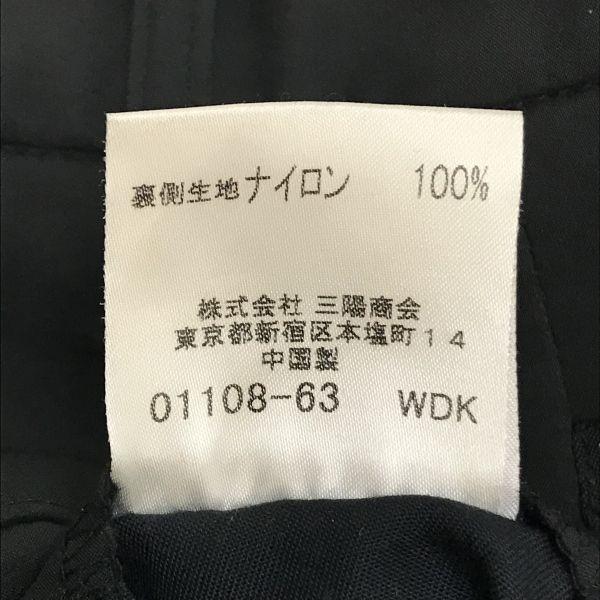 裏側生地ナイロン 100%
株式会社 三陽商会
東京都新宿区本塩町14
中国製
01108-63 WDK